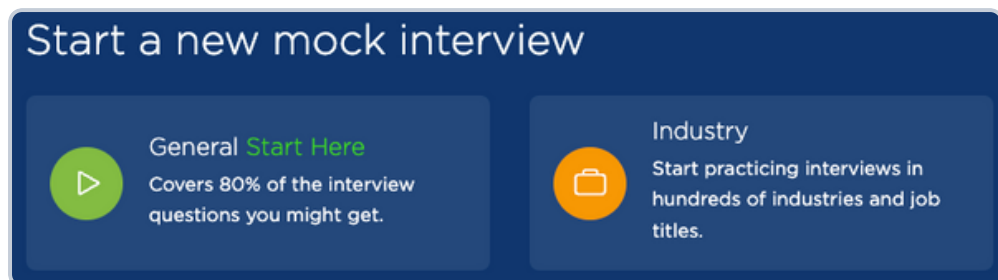 Start a new mock interview
General Start Here
Covers 80% of the interview
questions you might get.
Industry
Start practicing interviews in
hundreds of industries and job
titles.